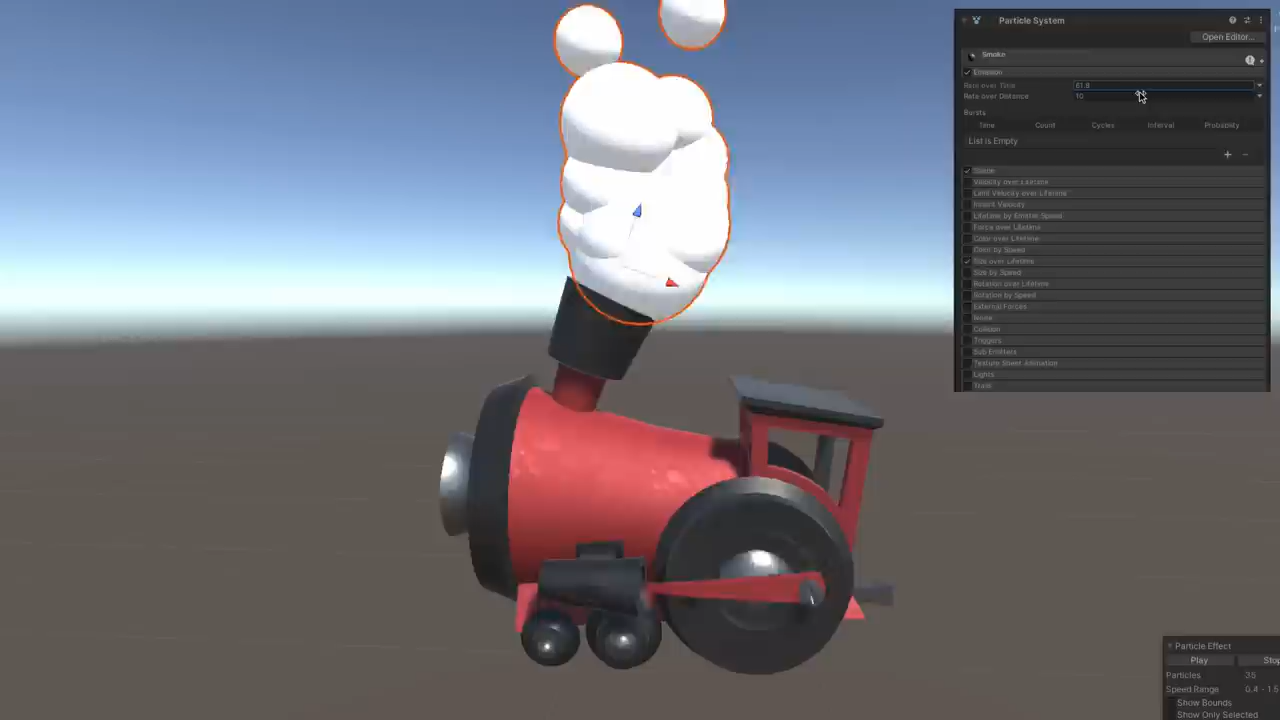 Particle System
Open Editor...
Smoke
Emission
Rate over Time 61.8
Rate over Distance 10
Bursts
Time Count Cycles Interval Probability
List is Empty
Shape
Velocity over Lifetime
Limit Velocity over Lifetime
Inherit Velocity
Lifetime by Emitter Speed
Force over Lifetime
Color over Lifetime
Color by Speed
Size over Lifetime
Size by Speed
Rotation over Lifetime
Rotation by Speed
External Forces
Noise
Collision
Triggers
Sub Emitters
Texture Sheet Animation
Lights
Trails
Particle Effect
Play Stop
Particles 35
Speed Range 0.4 - 1.5
Show Bounds
Show Only Selected